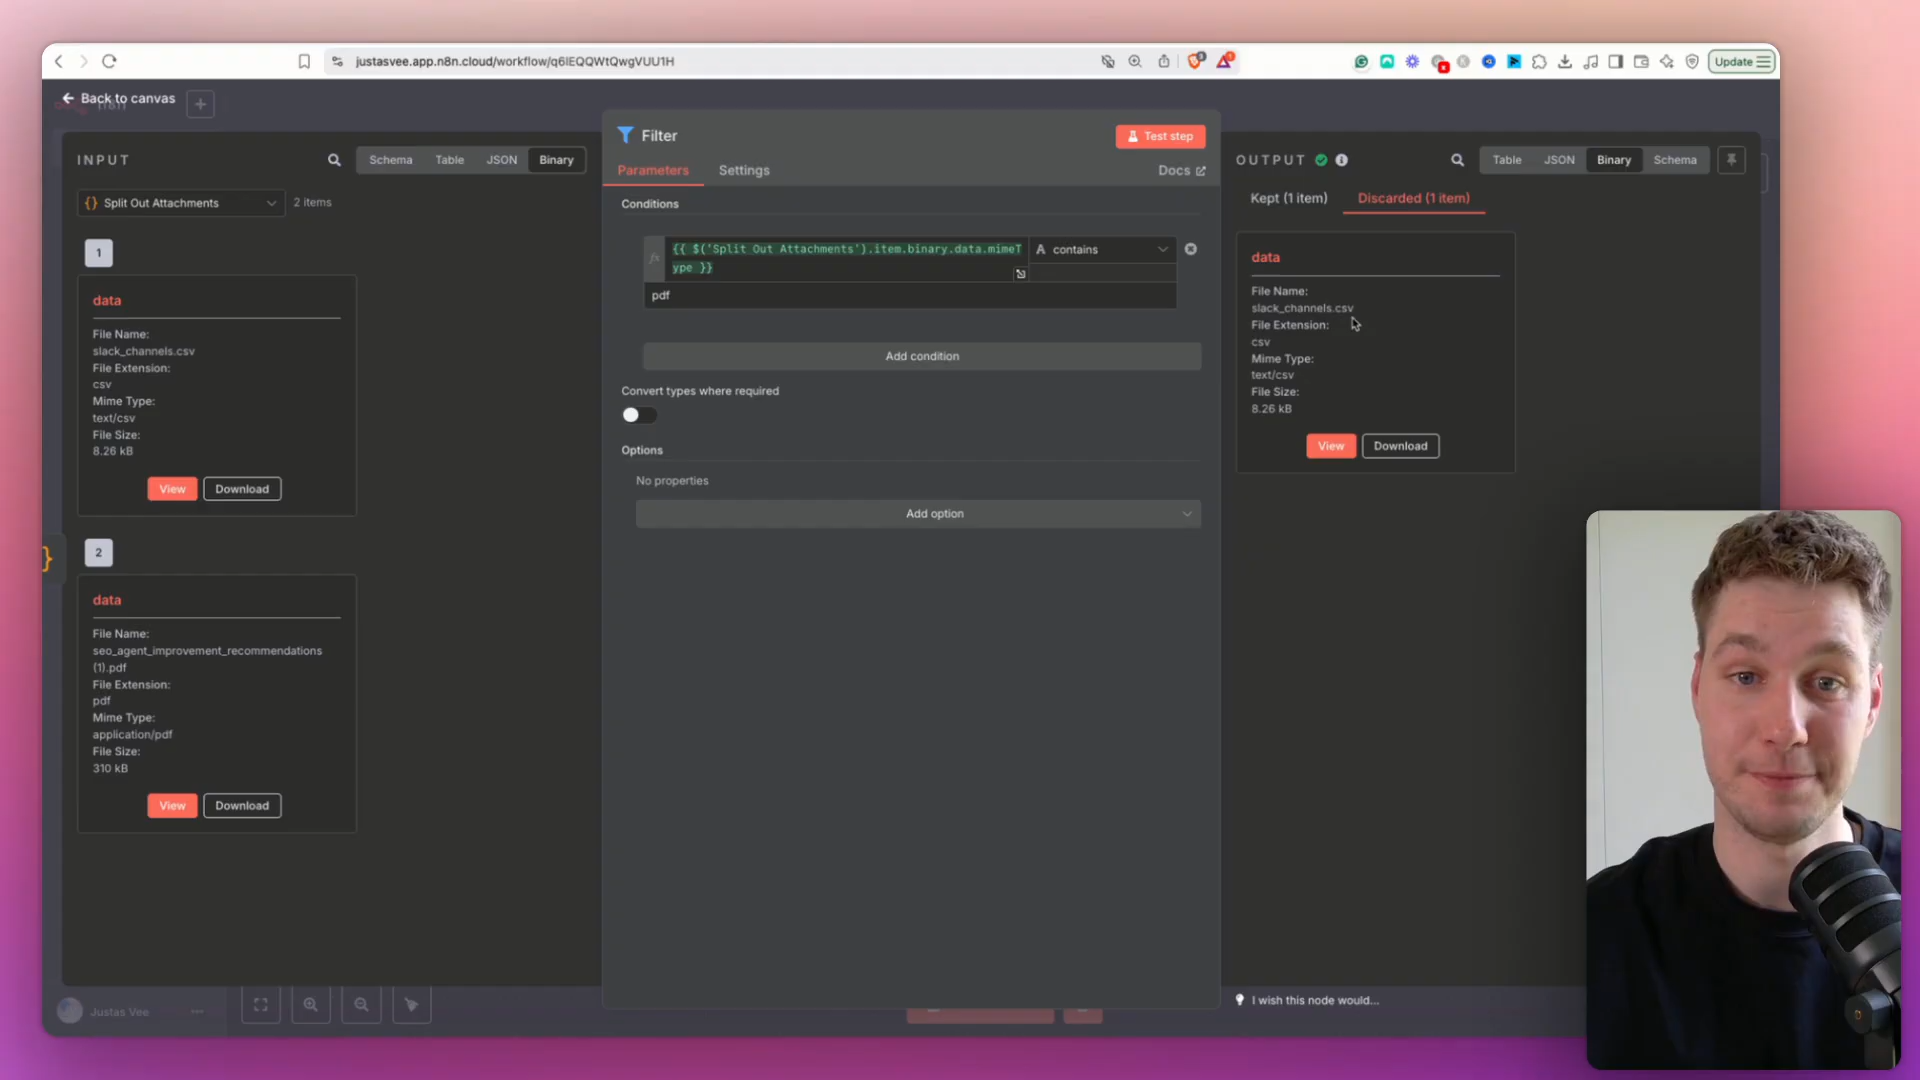 justasvee.app.n8n.cloud/workflow/q6lEQQWtQwgVUU1H
Update
Back to canvas
INPUT
Schema
Table
JSON
Binary
Split Out Attachments
2 items
1
data
File Name:
slack_channels.csv
File Extension:
csv
Mime Type:
text/csv
File Size:
8.26 kB
View
Download
2
data
File Name:
seo_agent_improvement_recommendations
(1).pdf
File Extension:
pdf
Mime Type:
application/pdf
File Size:
310 kB
View
Download
Filter
Test step
Parameters
Settings
Docs
Conditions
fx
{{ $('Split Out Attachments').item.binary.data.mimeT
ype }}
A contains
pdf
Add condition
Convert types where required
Options
No properties
Add option
OUTPUT
Table
JSON
Binary
Schema
Kept (1 item)
Discarded (1 item)
data
File Name:
slack_channels.csv
File Extension:
csv
Mime Type:
text/csv
File Size:
8.26 kB
View
Download
Justas Vee
I wish this node would...